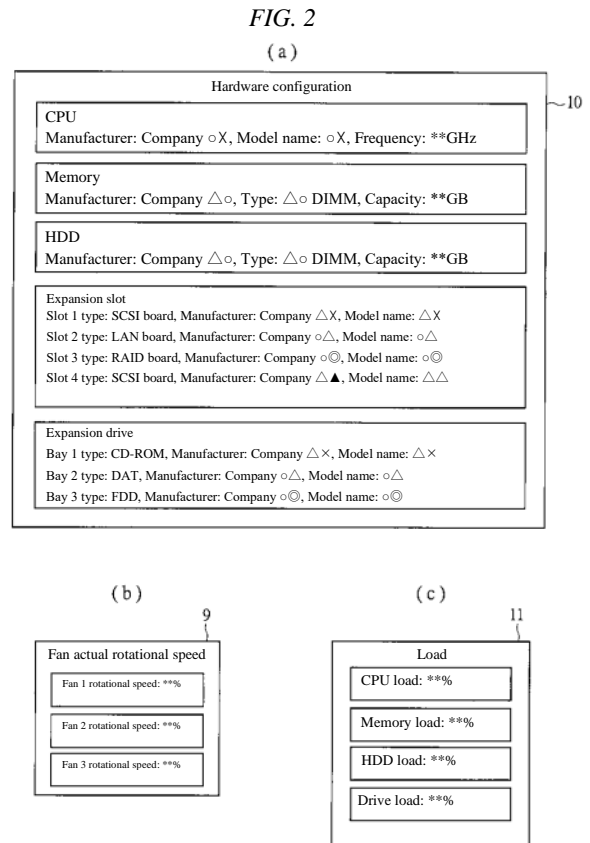 FIG. 2
(a)
Hardware configuration
10
CPU
Manufacturer: Company ○X, Model name: ○X, Frequency: **GHz
Memory
Manufacturer: Company △○, Type: △○ DIMM, Capacity: **GB
HDD
Manufacturer: Company △○, Type: △○ DIMM, Capacity: **GB
Expansion slot
Slot 1 type: SCSI board, Manufacturer: Company △X, Model name: △X
Slot 2 type: LAN board, Manufacturer: Company ○△, Model name: ○△
Slot 3 type: RAID board, Manufacturer: Company ○◎, Model name: ○◎
Slot 4 type: SCSI board, Manufacturer: Company △▲, Model name: △△
Expansion drive
Bay 1 type: CD-ROM, Manufacturer: Company △×, Model name: △×
Bay 2 type: DAT, Manufacturer: Company ○△, Model name: ○△
Bay 3 type: FDD, Manufacturer: Company ○◎, Model name: ○◎
(b)
9
Fan actual rotational speed
Fan 1 rotational speed: **%
Fan 2 rotational speed: **%
Fan 3 rotational speed: **%
(c)
11
Load
CPU load: **%
Memory load: **%
HDD load: **%
Drive load: **%